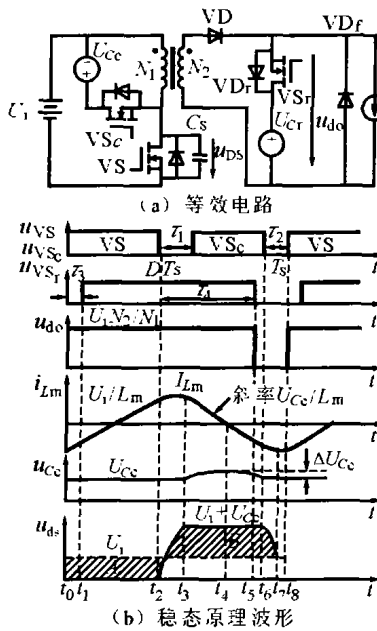 VD
VDf
UCc
N1
N2
VDr
VSr
U1
VSc
CS
UCr
udo
VS
uDS
(a) 等效电路
uVS
uVSc
VS
τ1
VSc
τ2
VS
t
uVSr
τ3
DTS
τ4
TS
t
udo
U1N2/N1
t
iLm
U1/Lm
ILm
斜率UCc/Lm
t
uCc
UCc
ΔUCc
t
uds
U1
U1+UCc
t0 t1 t2 t3 t4 t5 t6 t7 t8 t
(b) 稳态原理波形